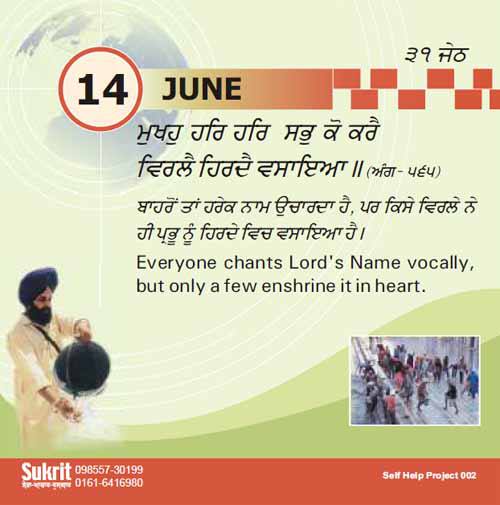 ੩੧ ਜੇਠ
14 JUNE
ਮੁਖਹੁ ਹਰਿ ਹਰਿ ਸਭੁ ਕੋ ਕਰੈ
ਵਿਰਲੈ ਹਿਰਦੈ ਵਸਾਇਆ ॥ (ਅੰਗ - ੫੬੫)
ਬਾਹਰੋਂ ਤਾਂ ਹਰੇਕ ਨਾਮ ਉਚਾਰਦਾ ਹੈ, ਪਰ ਕਿਸੇ ਵਿਰਲੇ ਨੇ
ਹੀ ਪ੍ਰਭੂ ਨੂੰ ਹਿਰਦੇ ਵਿਚ ਵਸਾਇਆ ਹੈ।
Everyone chants Lord's Name vocally,
but only a few enshrine it in heart.
Sukrit 098557-30199
0161-6416980
Self Help Project 002